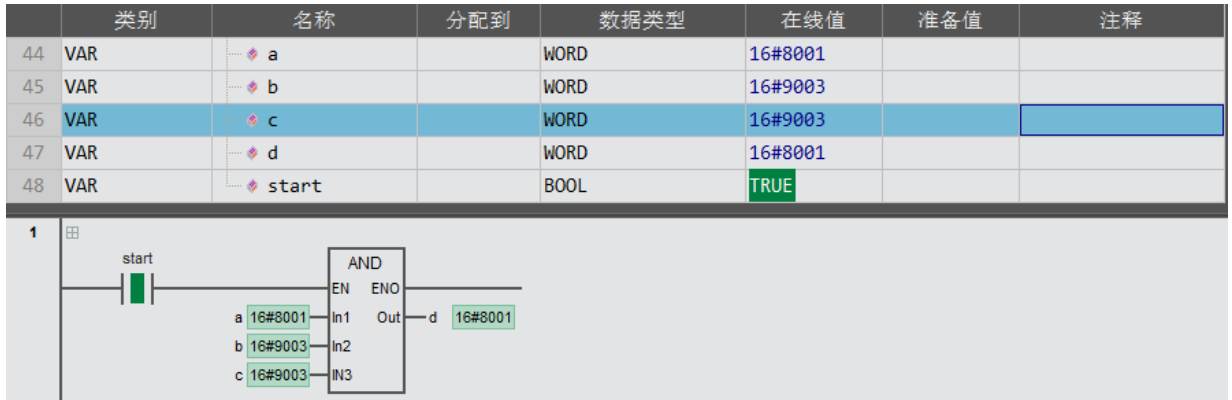 类别 名称 分配到 数据类型 在线值 准备值 注释
44 VAR a WORD 16#8001
45 VAR b WORD 16#9003
46 VAR c WORD 16#9003
47 VAR d WORD 16#8001
48 VAR start BOOL TRUE
1
start
AND
EN ENO
a 16#8001 In1 Out d 16#8001
b 16#9003 In2
c 16#9003 IN3